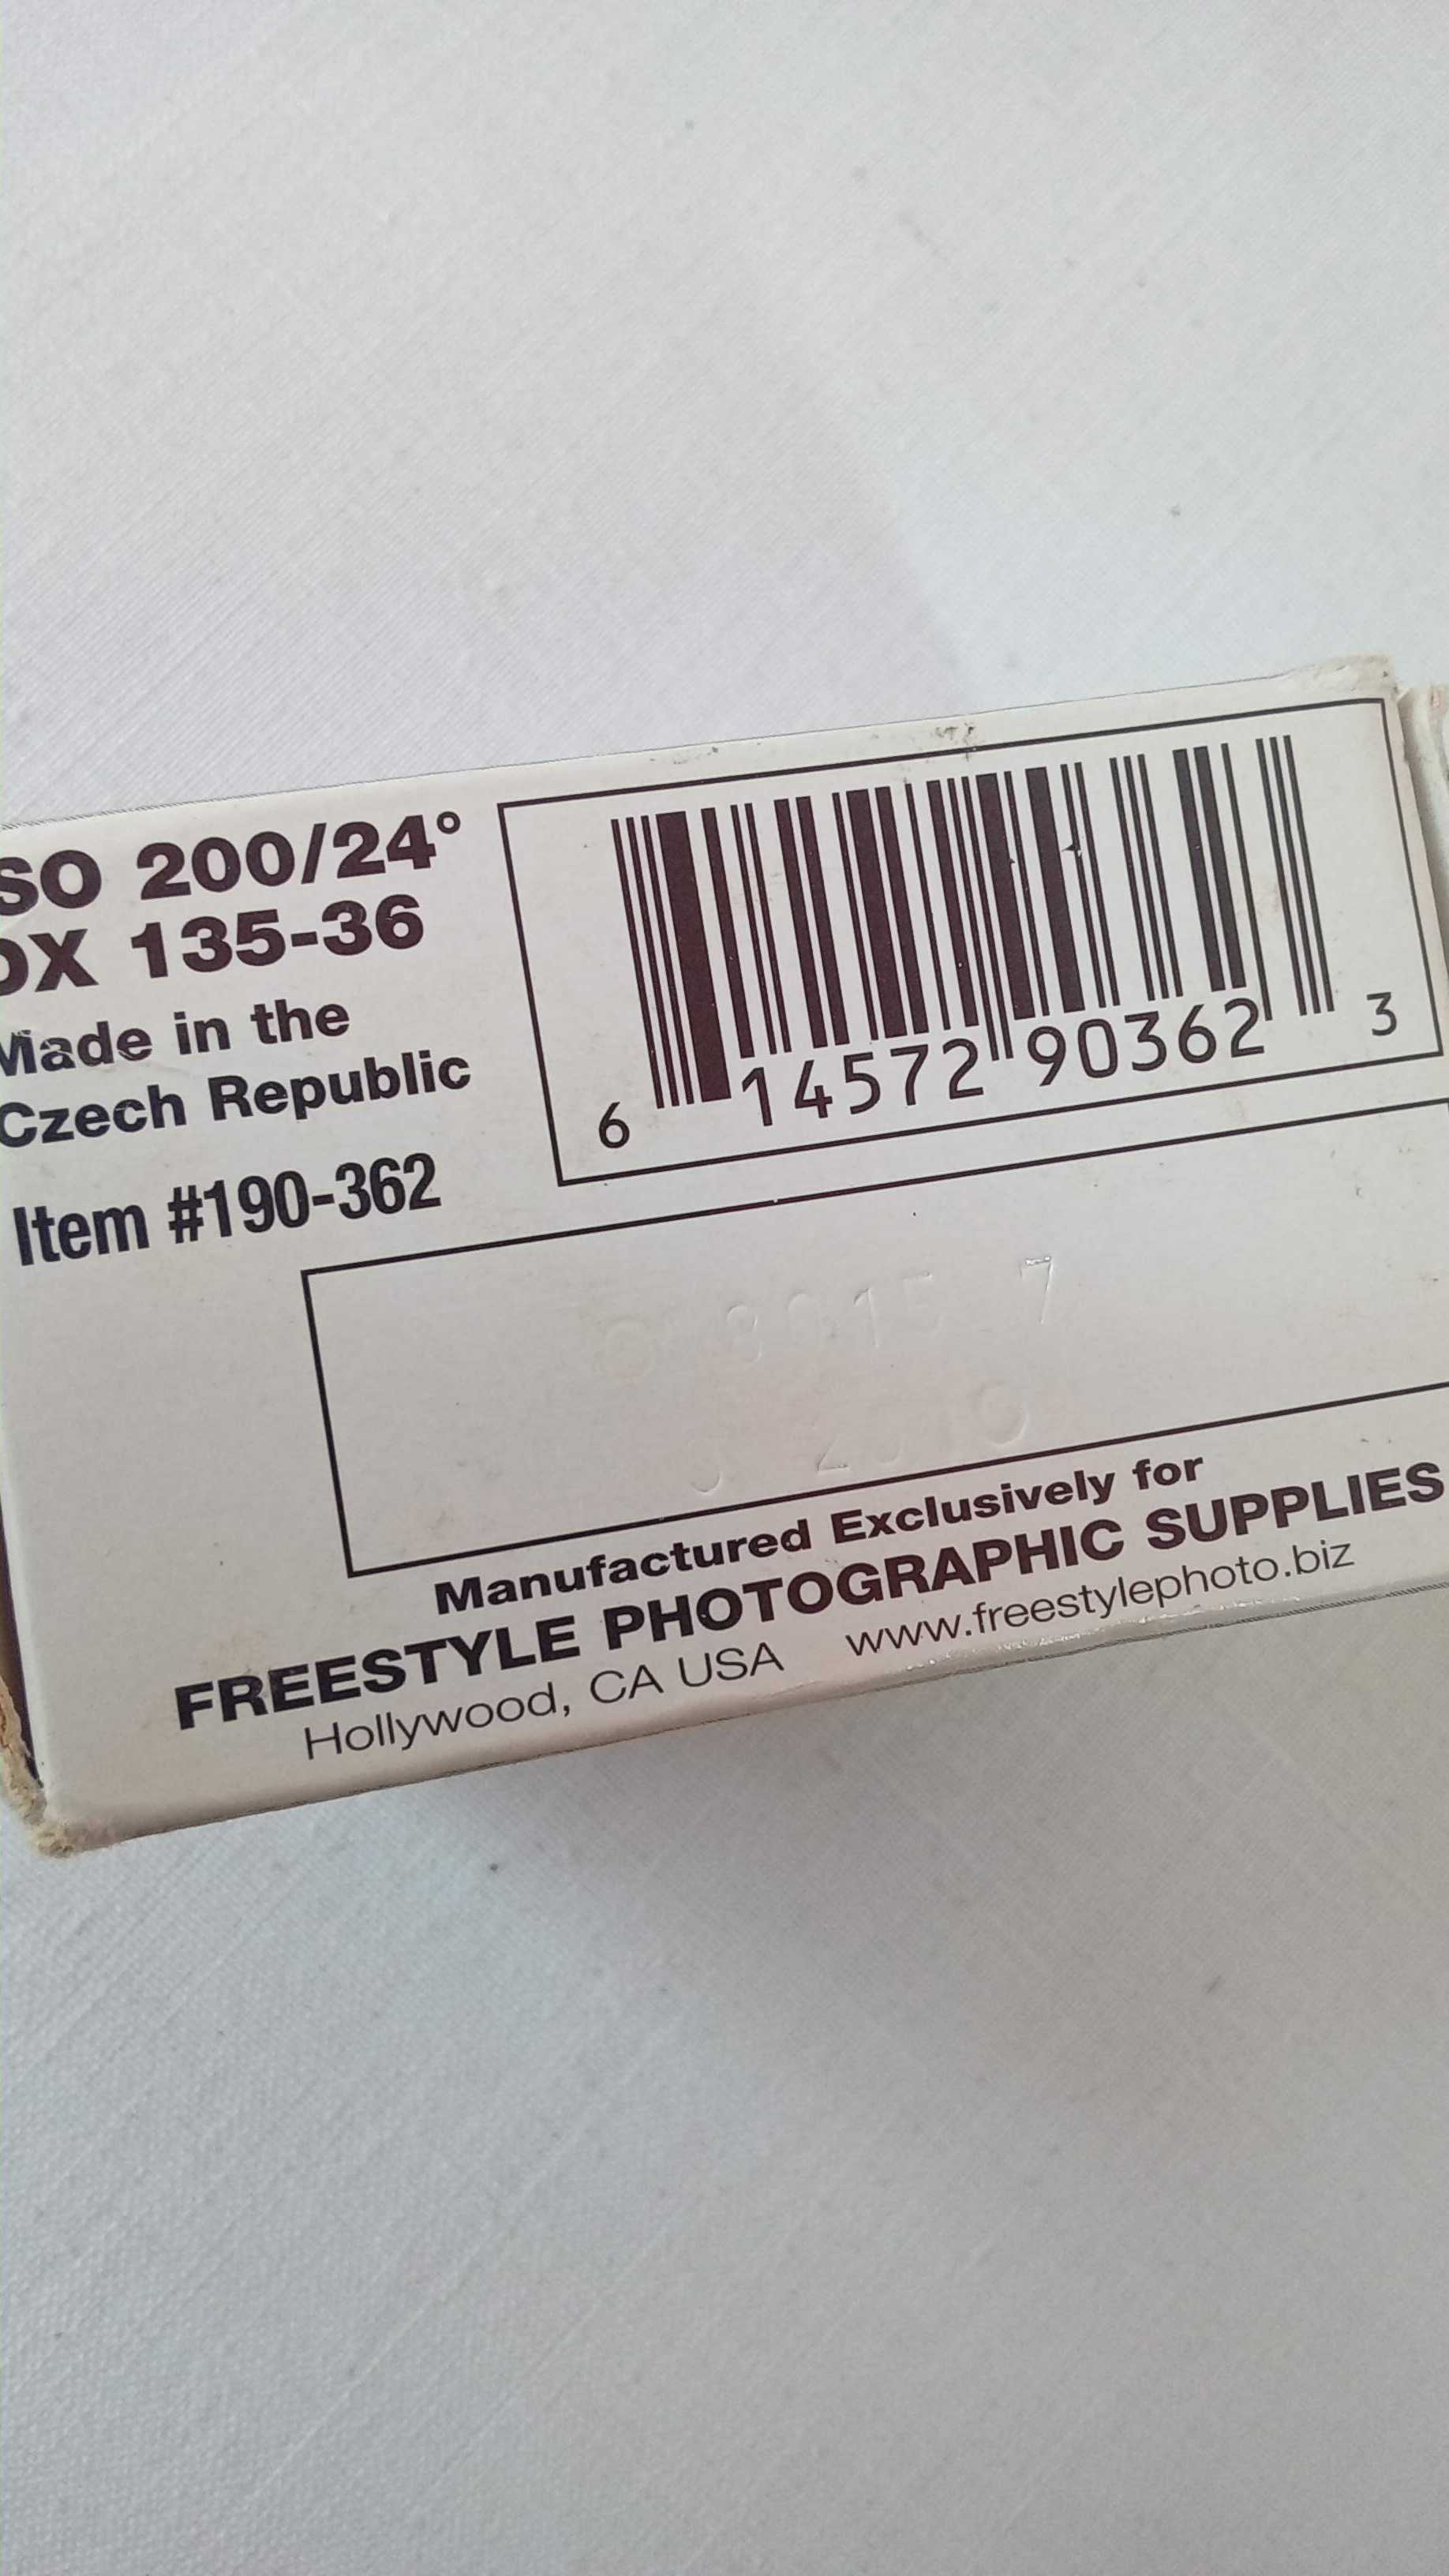 SO 200/24°
DX 135-36
Made in the
Czech Republic
Item #190-362
6 14572 90362 3
7
Manufactured Exclusively for
FREESTYLE PHOTOGRAPHIC SUPPLIES
Hollywood, CA USA www.freestylephoto.biz